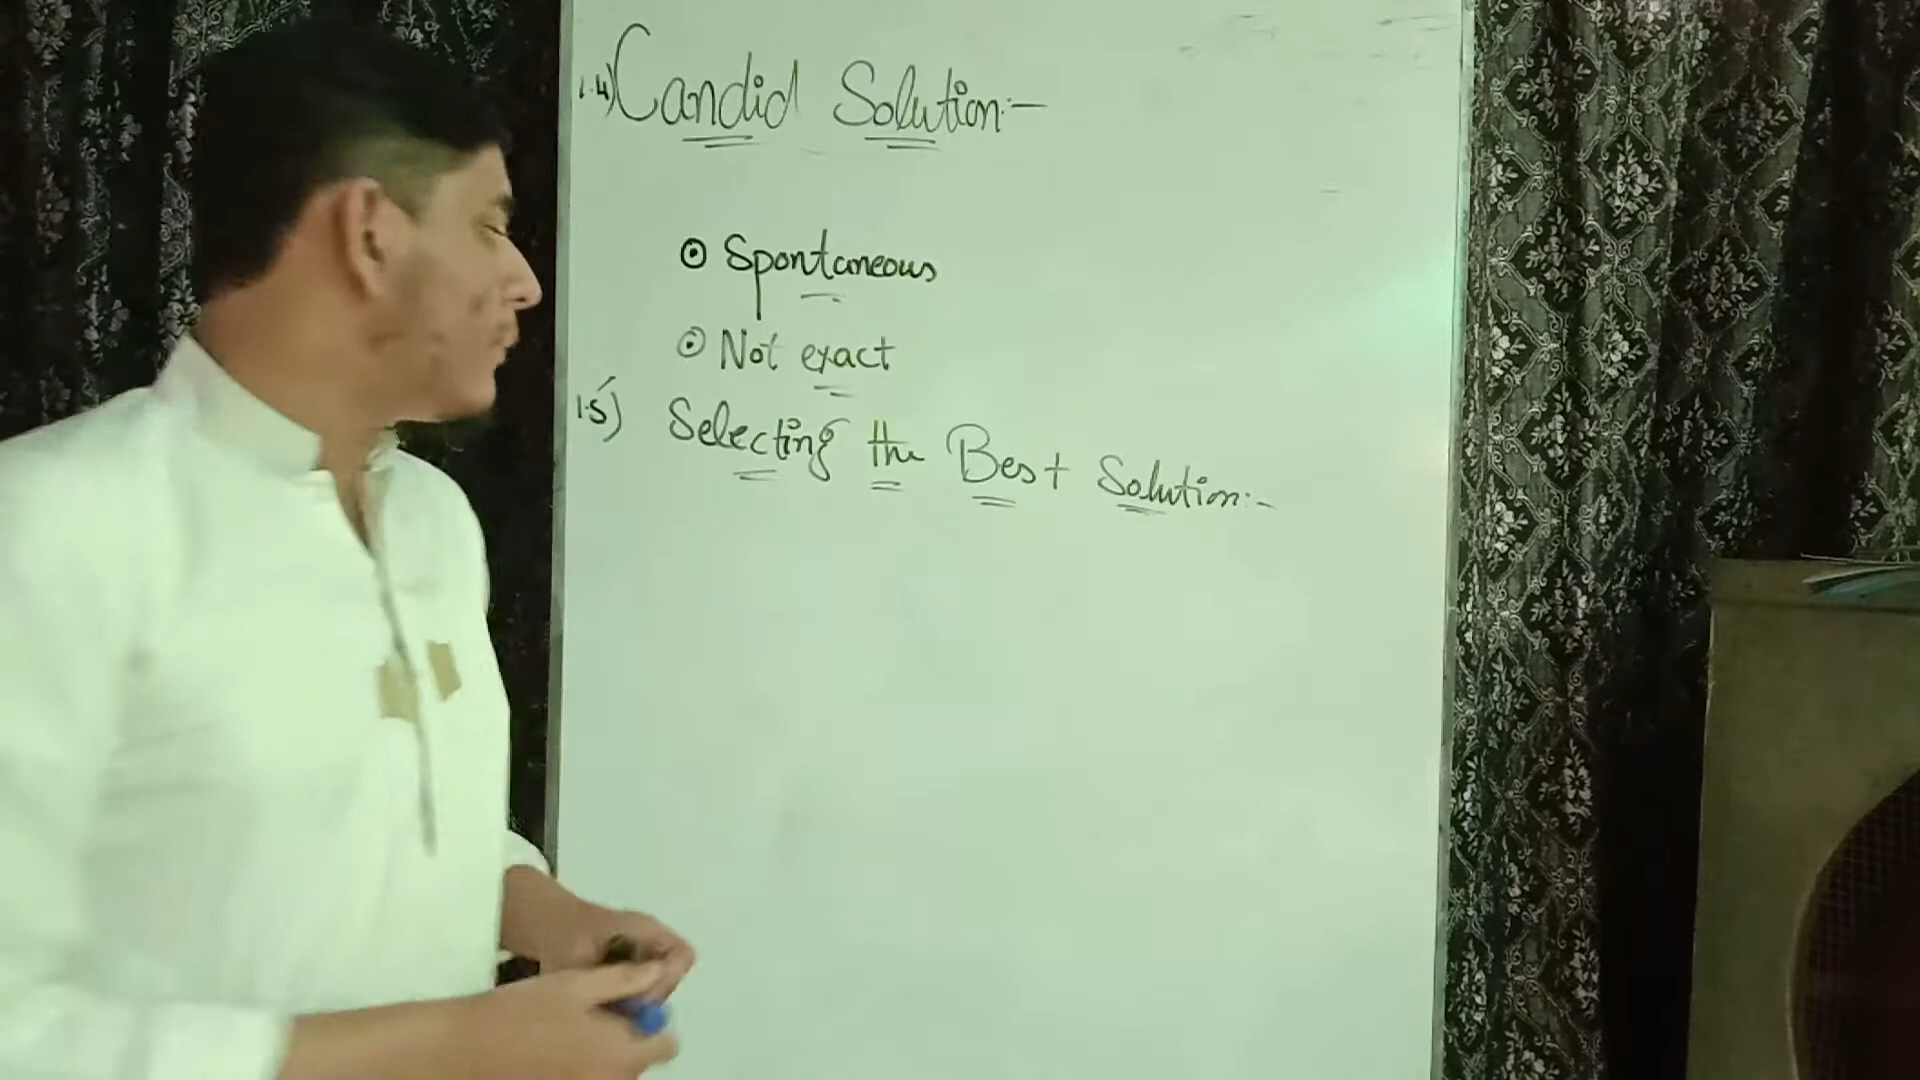 1.4) Candid Solution:-
⊙ Spontaneous
⊙ Not exact
1.5) Selecting the Best Solution:-